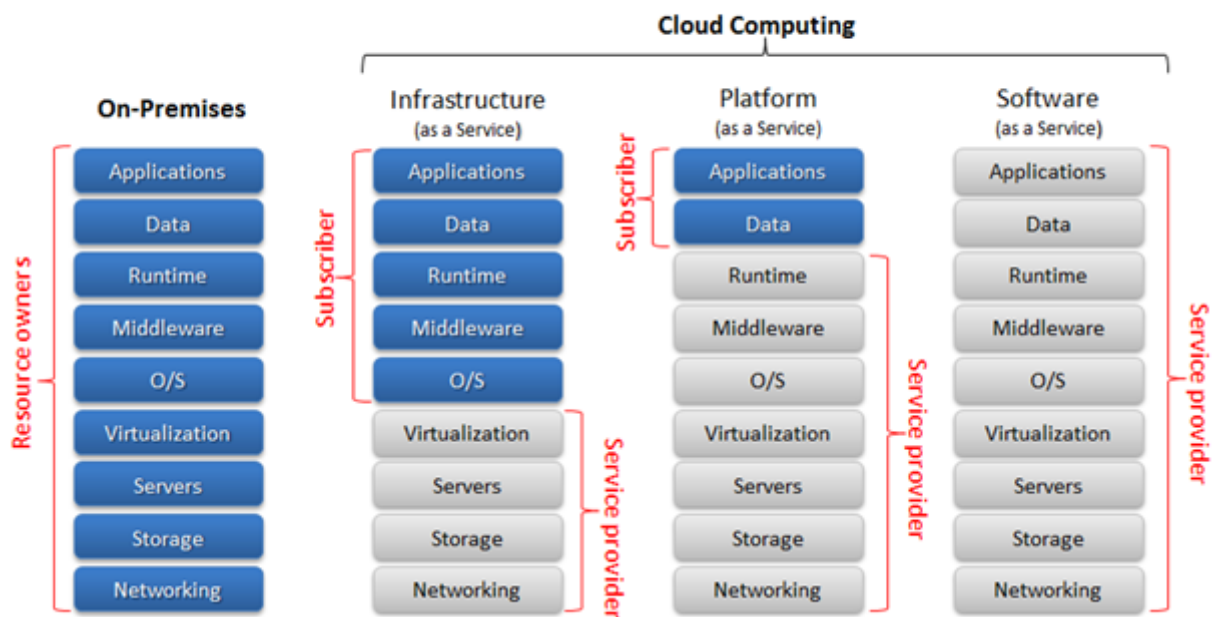 Cloud Computing
On-Premises
Infrastructure
(as a Service)
Platform
(as a Service)
Software
(as a Service)
Resource owners
Applications
Data
Runtime
Middleware
O/S
Virtualization
Servers
Storage
Networking
Subscriber
Applications
Data
Runtime
Middleware
O/S
Virtualization
Servers
Storage
Networking
Service provider
Subscriber
Applications
Data
Runtime
Middleware
O/S
Virtualization
Servers
Storage
Networking
Service provider
Applications
Data
Runtime
Middleware
O/S
Virtualization
Servers
Storage
Networking
Service provider